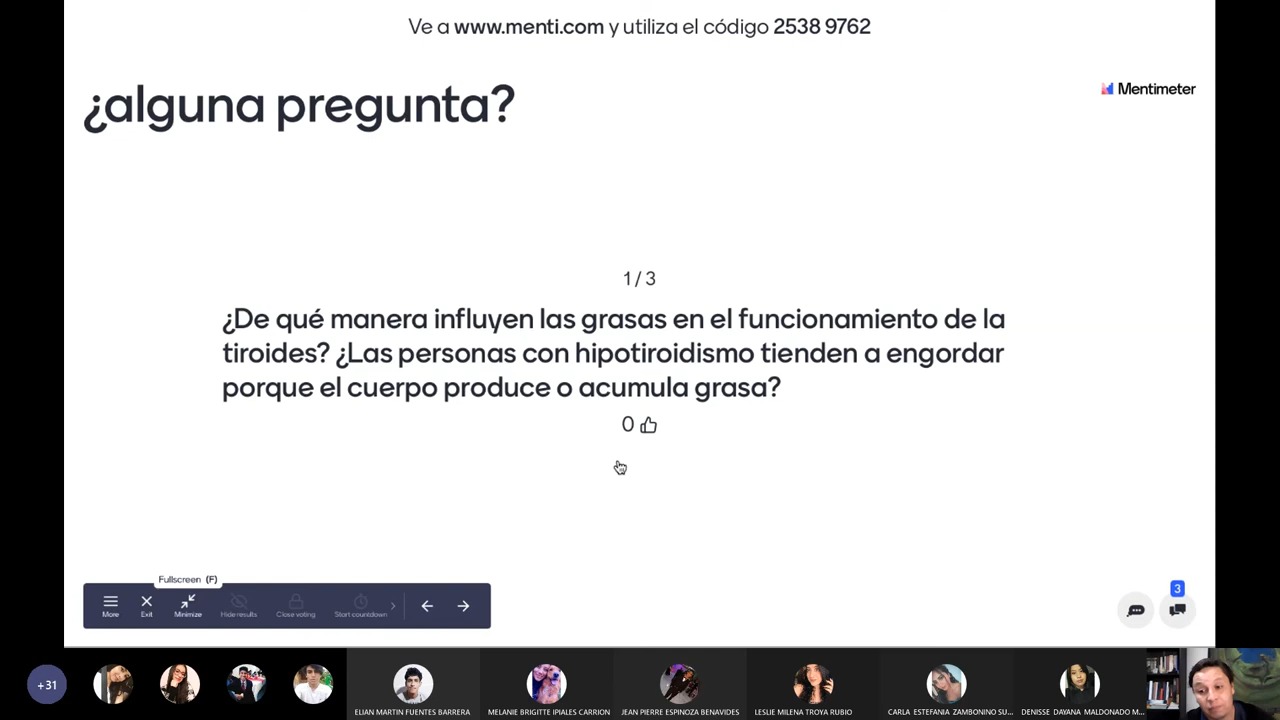 Ve a www.menti.com y utiliza el código 2538 9762
¿alguna pregunta?
Mentimeter
1 / 3
¿De qué manera influyen las grasas en el funcionamiento de la
tiroides? ¿Las personas con hipotiroidismo tienden a engordar
porque el cuerpo produce o acumula grasa?
0
Fullscreen (F)
More Exit Minimize Hide results Close voting Start countdown
3
+31
ELIAN MARTIN FUENTES BARRERA
MELANIE BRIGITTE IPIALES CARRION
JEAN PIERRE ESPINOZA BENAVIDES
LESLIE MILENA TROYA RUBIO
CARLA ESTEFANIA ZAMBONINO SU...
DENISSE DAYANA MALDONADO M...